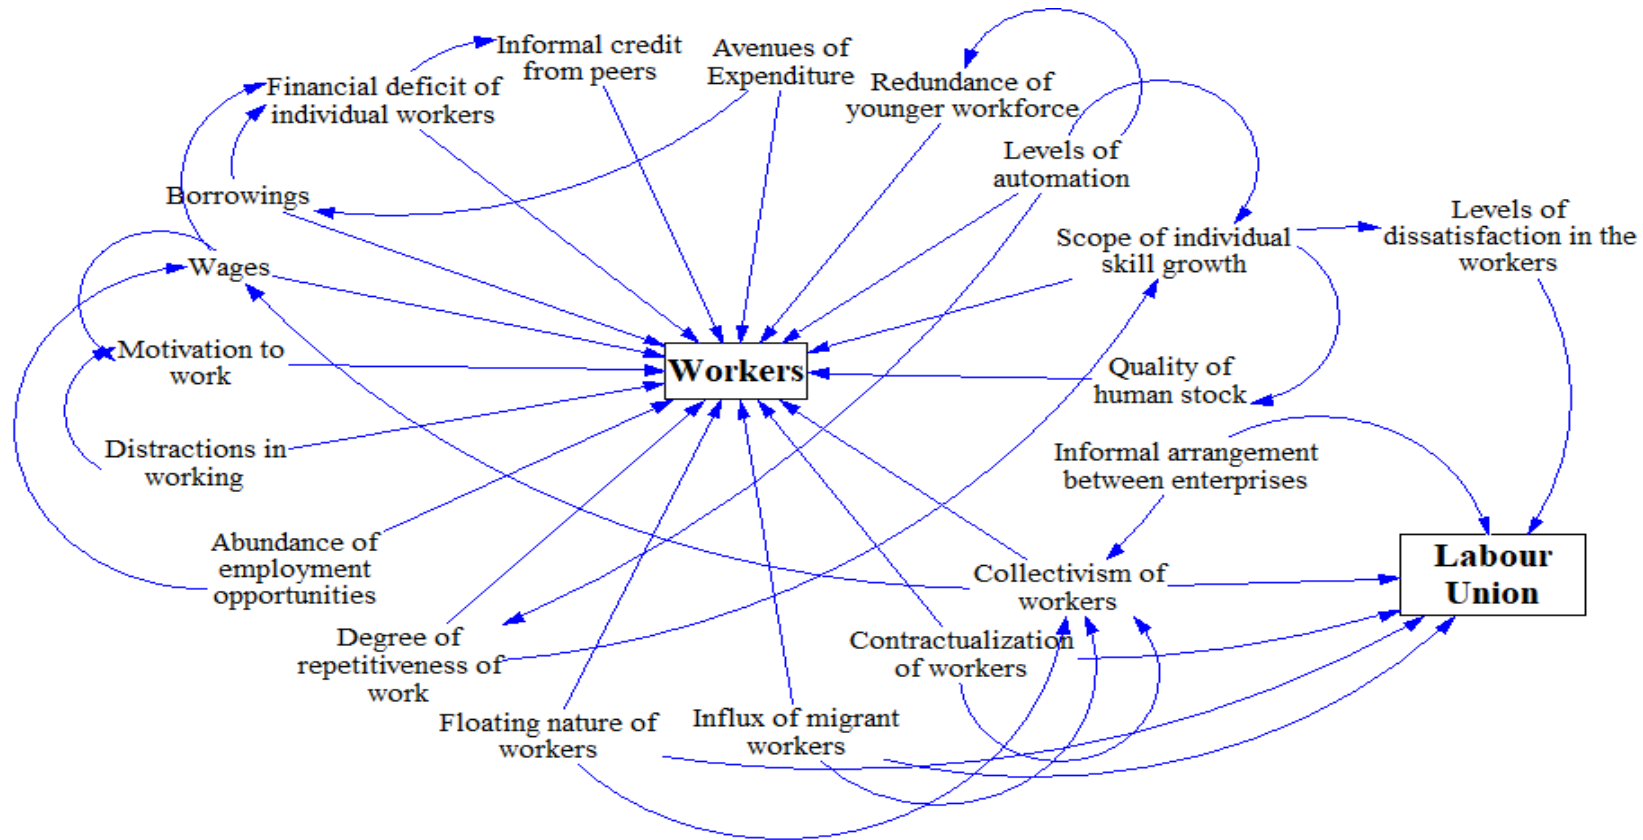 Informal credit
from peers
Avenues of
Expenditure
Financial deficit of
individual workers
Redundance of
younger workforce
Levels of
automation
Borrowings
Scope of individual
skill growth
Levels of
dissatisfaction in the
workers
Wages
Motivation to
work
Workers
Quality of
human stock
Distractions in
working
Informal arrangement
between enterprises
Abundance of
employment
opportunities
Collectivism of
workers
Labour
Union
Degree of
repetitiveness of
work
Contractualization
of workers
Floating nature of
workers
Influx of migrant
workers